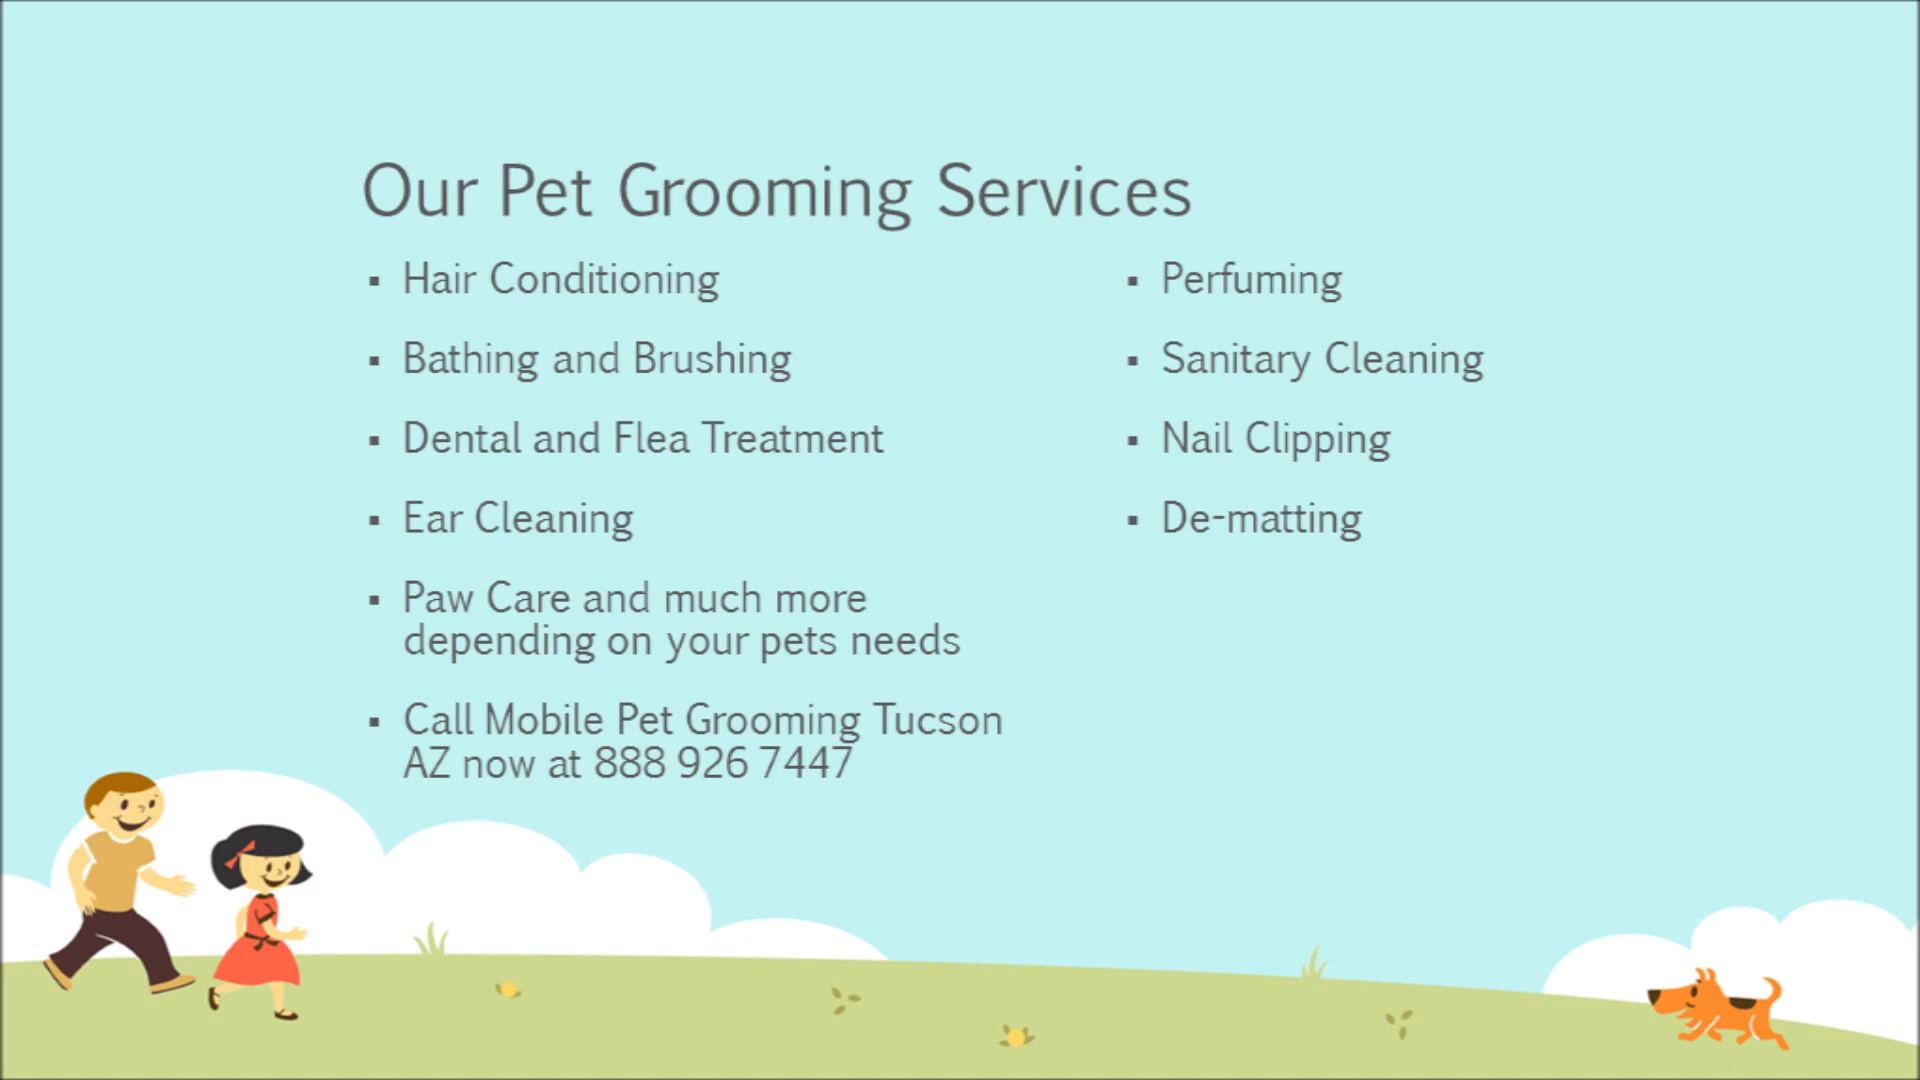 Our Pet Grooming Services
▪ Hair Conditioning
▪ Bathing and Brushing
▪ Dental and Flea Treatment
▪ Ear Cleaning
▪ Paw Care and much more
depending on your pets needs
▪ Call Mobile Pet Grooming Tucson
AZ now at 888 926 7447
▪ Perfuming
▪ Sanitary Cleaning
▪ Nail Clipping
▪ De-matting